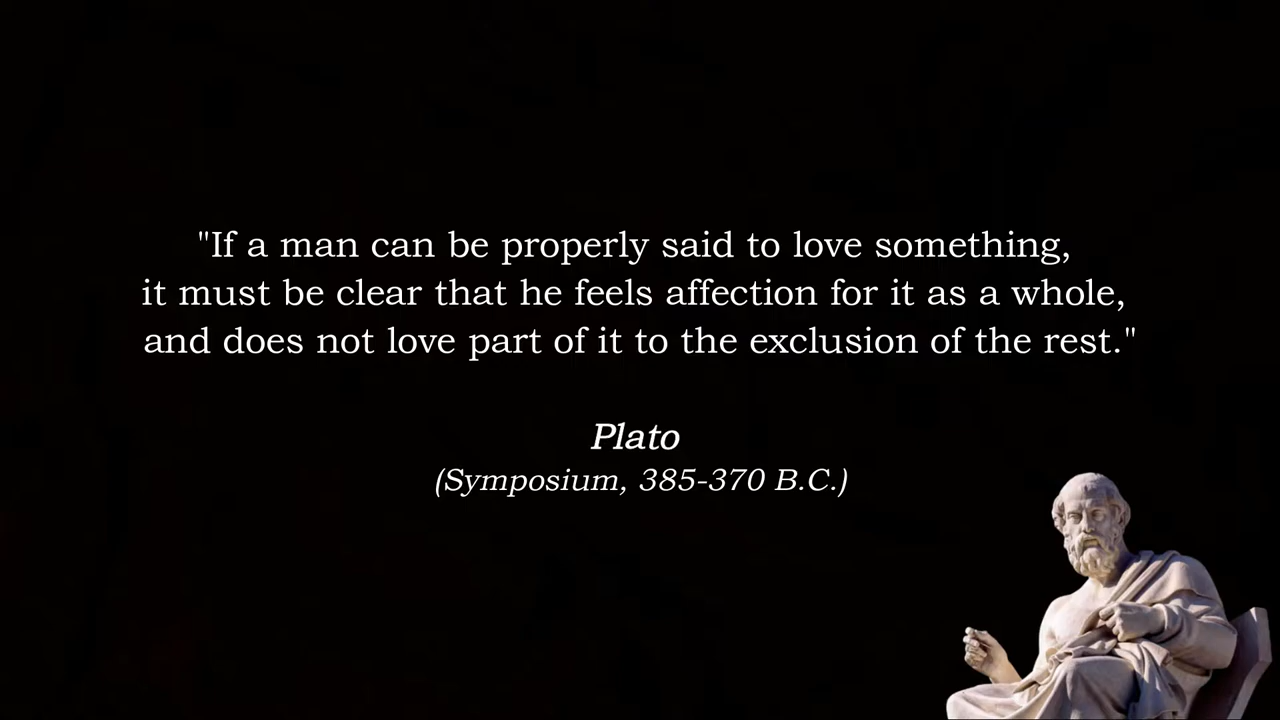 "If a man can be properly said to love something,
it must be clear that he feels affection for it as a whole,
and does not love part of it to the exclusion of the rest."
Plato
(Symposium, 385-370 B.C.)